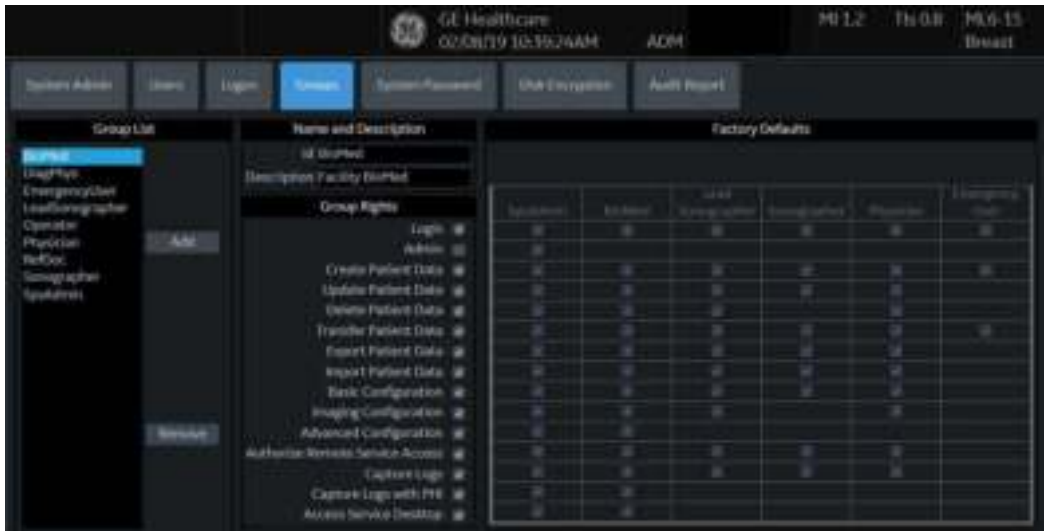 GE Healthcare
02/08/19 10:39:24AM ADM
MI 1.2 TIs 0.8 ML6-15
Breast
System Admin Users Logon Groups System Password Disk Encryption Audit Report
Group List
BioMed
DiagPhys
EmergencyUser
LeadSonographer
Operator
Physician
RefDoc
Sonographer
SysAdmin
Add
Remove
Name and Description
Id BioMed
Description Facility BioMed
Group Rights
Login
Admin
Create Patient Data
Update Patient Data
Delete Patient Data
Transfer Patient Data
Export Patient Data
Import Patient Data
Basic Configuration
Imaging Configuration
Advanced Configuration
Authorize Remote Service Access
Capture Logs
Capture Logs with PHI
Access Service Desktop
Factory Defaults
SysAdmin BioMed Lead Sonographer Sonographer Physician Emergency User